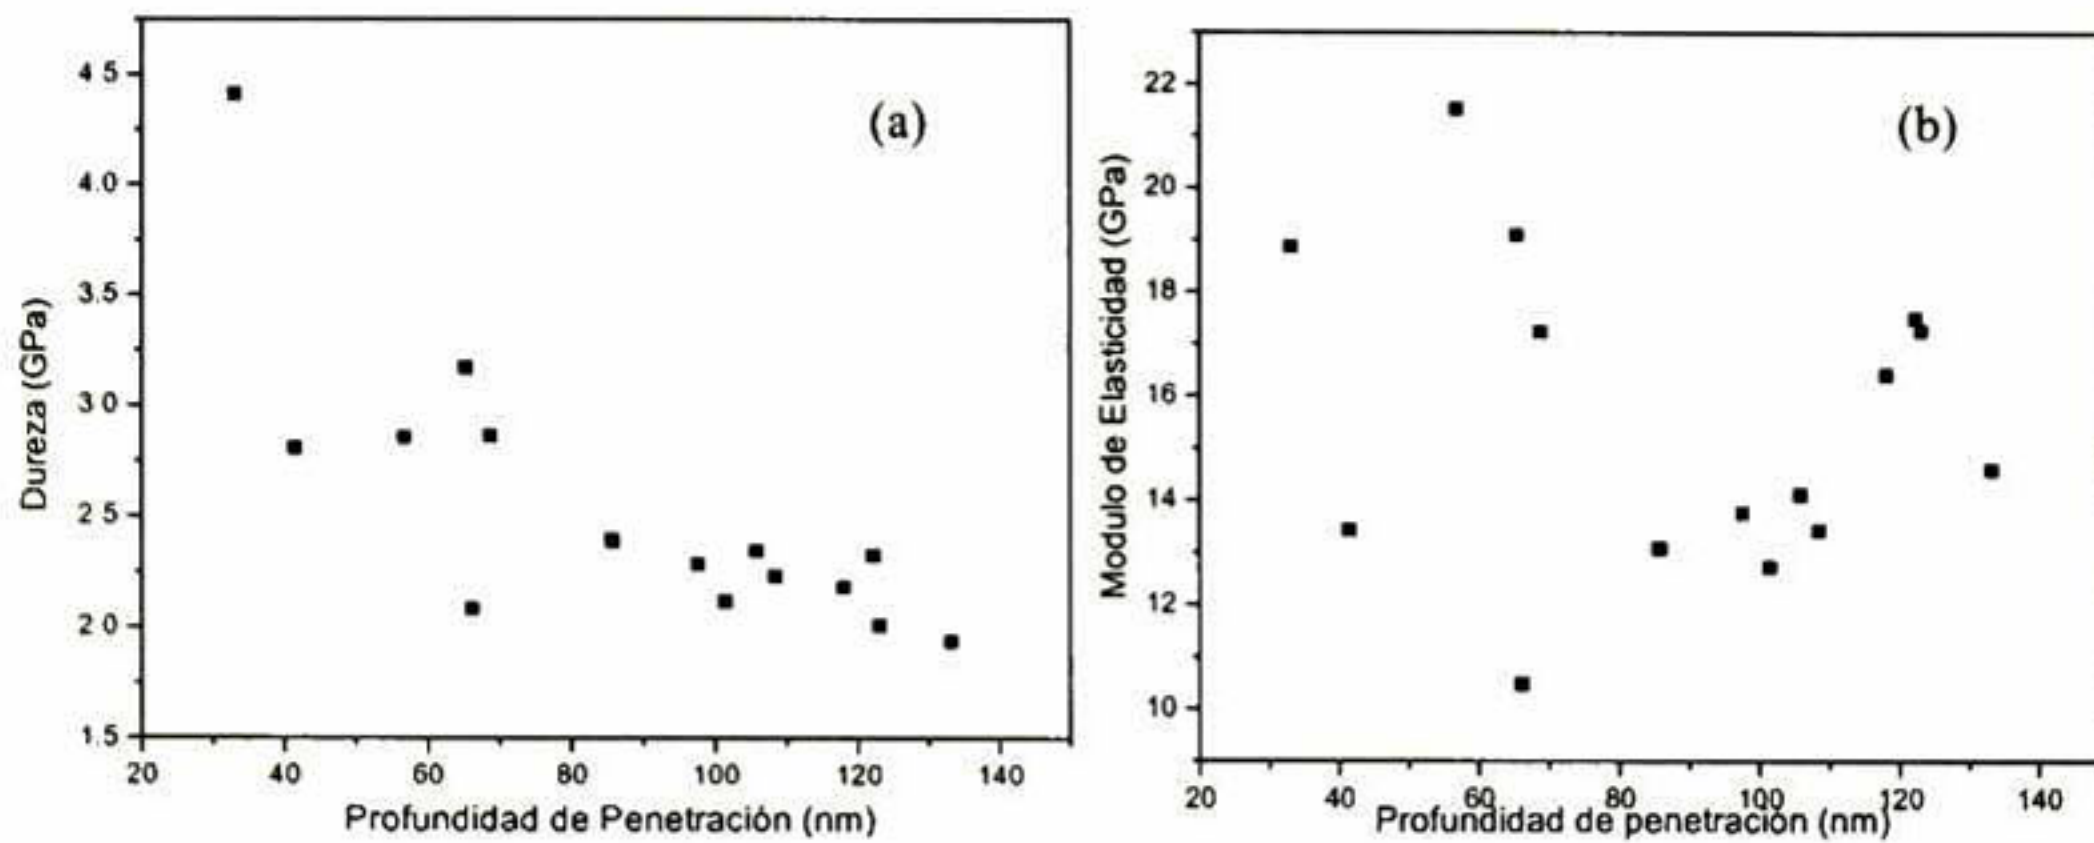 (a)
Dureza (GPa)
4 5
4.0
3.5
3 0
2 5
2 0
1.5
20 40 60 80 100 120 140
Profundidad de Penetración (nm)
(b)
Modulo de Elasticidad (GPa)
22
20
18
16
14
12
10
20 40 60 80 100 120 140
Profundidad de penetración (nm)